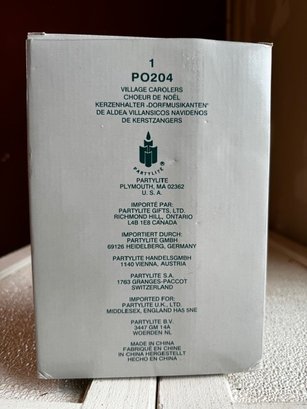 1
PO204
VILLAGE CAROLERS
CHOEUR DE NOËL
KERZENHALTER „DORFMUSIKANTEN“
DE ALDEA VILLANSICOS NAVIDENOS
DE KERSTZANGERS
PARTYLITE®
PARTYLITE
PLYMOUTH, MA 02362
U. S. A.
IMPORTÉ PAR:
PARTYLITE GIFTS, LTD.
RICHMOND HILL, ONTARIO
L4B 1E8 CANADA
IMPORTIERT DURCH:
PARTYLITE GMBH
69126 HEIDELBERG, GERMANY
PARTYLITE HANDELSGMBH
1140 VIENNA, AUSTRIA
PARTYLITE S.A.
1763 GRANGES-PACCOT
SWITZERLAND
IMPORTED FOR:
PARTYLITE U.K., LTD.
MIDDLESEX, ENGLAND HA5 5NE
PARTYLITE B.V.
3447 GM 14A
WOERDEN NL
MADE IN CHINA
FABRIQUÉ EN CHINE
IN CHINA HERGESTELLT
HECHO EN CHINA